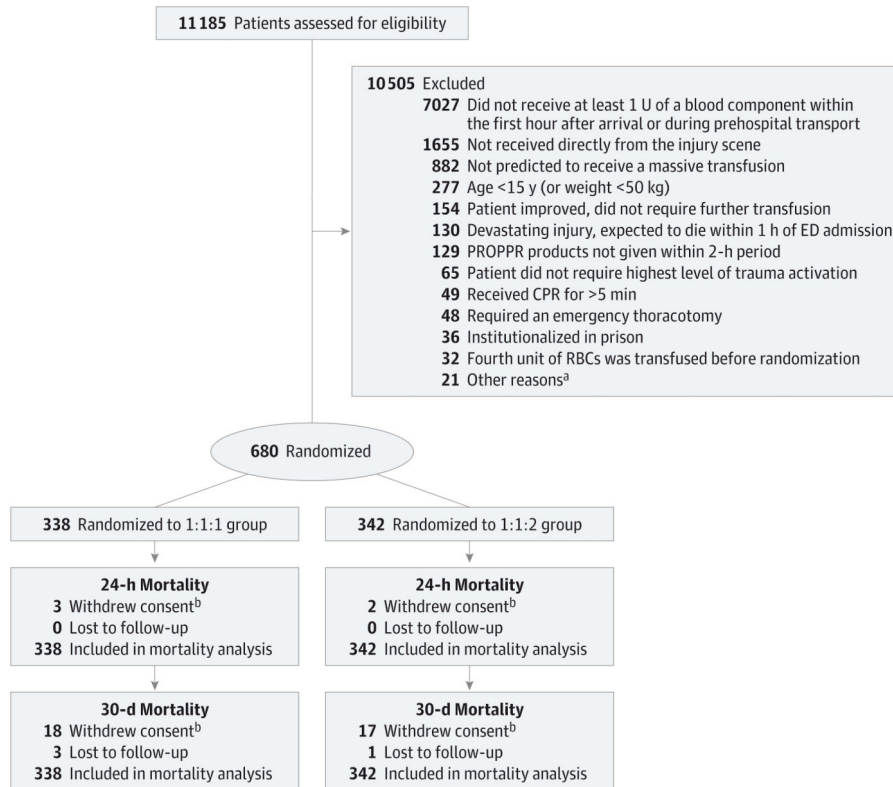 11185 Patients assessed for eligibility
10505 Excluded
7027 Did not receive at least 1 U of a blood component within
the first hour after arrival or during prehospital transport
1655 Not received directly from the injury scene
882 Not predicted to receive a massive transfusion
277 Age <15 y (or weight <50 kg)
154 Patient improved, did not require further transfusion
130 Devastating injury, expected to die within 1 h of ED admission
129 PROPPR products not given within 2-h period
65 Patient did not require highest level of trauma activation
49 Received CPR for >5 min
48 Required an emergency thoracotomy
36 Institutionalized in prison
32 Fourth unit of RBCs was transfused before randomization
21 Other reasonsᵃ
680 Randomized
338 Randomized to 1:1:1 group
342 Randomized to 1:1:2 group
24-h Mortality
3 Withdrew consentᵇ
0 Lost to follow-up
338 Included in mortality analysis
24-h Mortality
2 Withdrew consentᵇ
0 Lost to follow-up
342 Included in mortality analysis
30-d Mortality
18 Withdrew consentᵇ
3 Lost to follow-up
338 Included in mortality analysis
30-d Mortality
17 Withdrew consentᵇ
1 Lost to follow-up
342 Included in mortality analysis